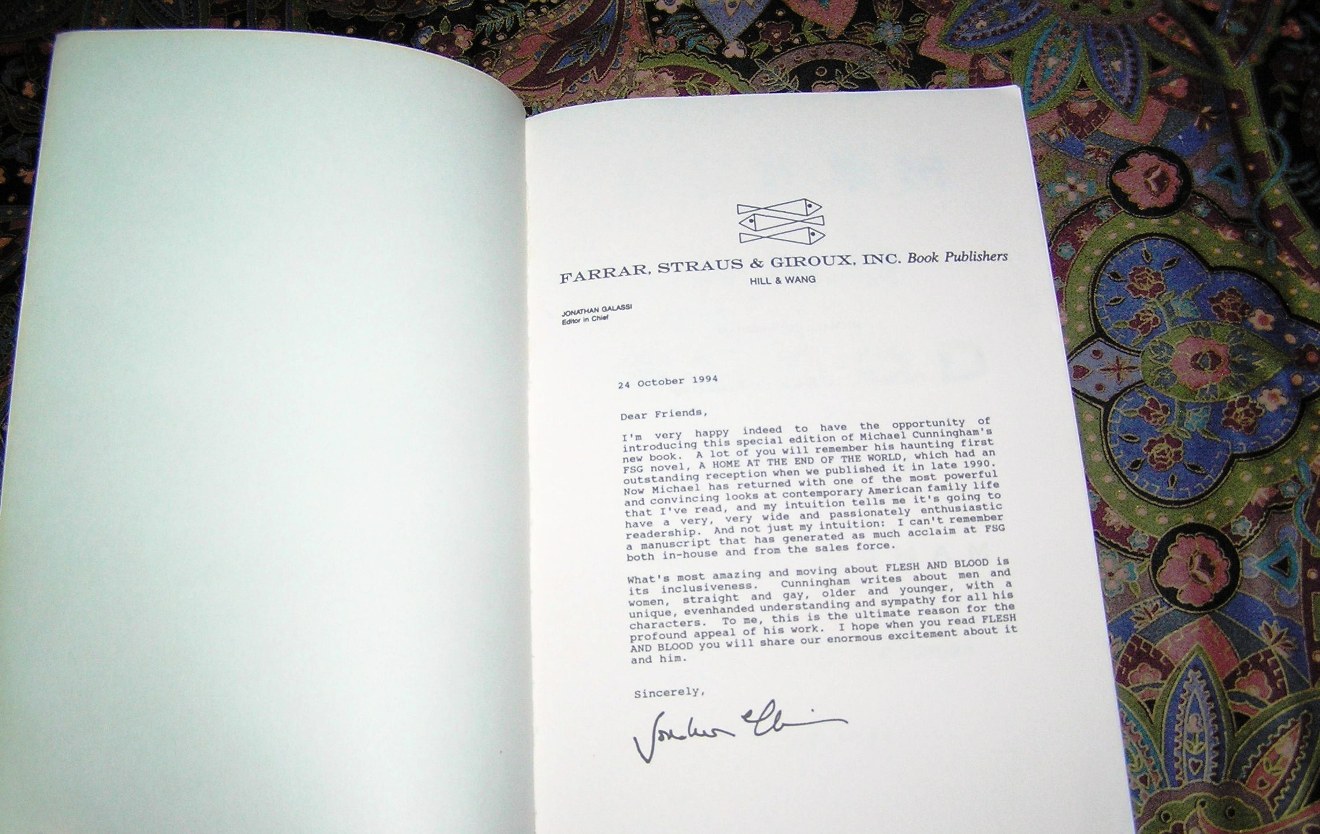 FARRAR, STRAUS & GIROUX, INC. Book Publishers
HILL & WANG
JONATHAN GALASSI
Editor in Chief
24 October 1994
Dear Friends,
I'm very happy indeed to have the opportunity of
introducing this special edition of Michael Cunningham's
new book. A lot of you will remember his haunting first
FSG novel, A HOME AT THE END OF THE WORLD, which had an
outstanding reception when we published it in late 1990.
Now Michael has returned with one of the most powerful
and convincing looks at contemporary American family life
that I've read, and my intuition tells me it's going to
have a very, very wide and passionately enthusiastic
readership. And not just my intuition: I can't remember
a manuscript that has generated as much acclaim at FSG
both in-house and from the sales force.
What's most amazing and moving about FLESH AND BLOOD is
its inclusiveness. Cunningham writes about men and
women, straight and gay, older and younger, with a
unique, evenhanded understanding and sympathy for all his
characters. To me, this is the ultimate reason for the
profound appeal of his work. I hope when you read FLESH
AND BLOOD you will share our enormous excitement about it
and him.
Sincerely,